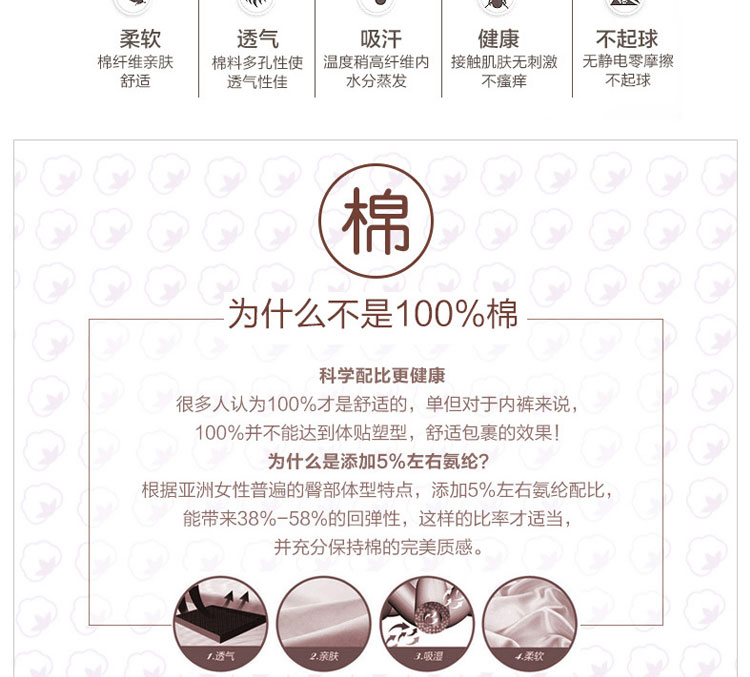 柔软
透气
吸汗
健康
不起球
棉纤维亲肤
舒适
棉料多孔性使
透气性佳
温度稍高纤维内
水分蒸发
接触肌肤无刺激
不瘙痒
无静电零摩擦
不起球
棉
为什么不是100%棉
科学配比更健康
很多人认为100%才是舒适的，单但对于内裤来说，
100%并不能达到体贴塑型，舒适包裹的效果！
为什么是添加5%左右氨纶?
根据亚洲女性普遍的臀部体型特点，添加5%左右氨纶配比，
能带来38%-58%的回弹性，这样的比率才适当，
并充分保持棉的完美质感。
1.透气
2.亲肤
3.吸湿
4.柔软